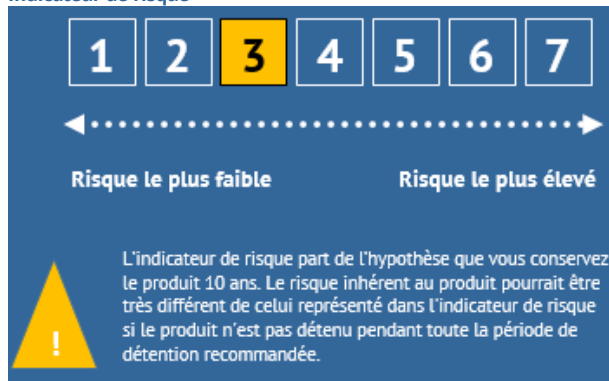 Indicateur de risque
1 2 3 4 5 6 7
Risque le plus faible Risque le plus élevé
L'indicateur de risque part de l'hypothèse que vous conservez
le produit 10 ans. Le risque inhérent au produit pourrait être
très différent de celui représenté dans l'indicateur de risque
si le produit n'est pas détenu pendant toute la période de
détention recommandée.
!